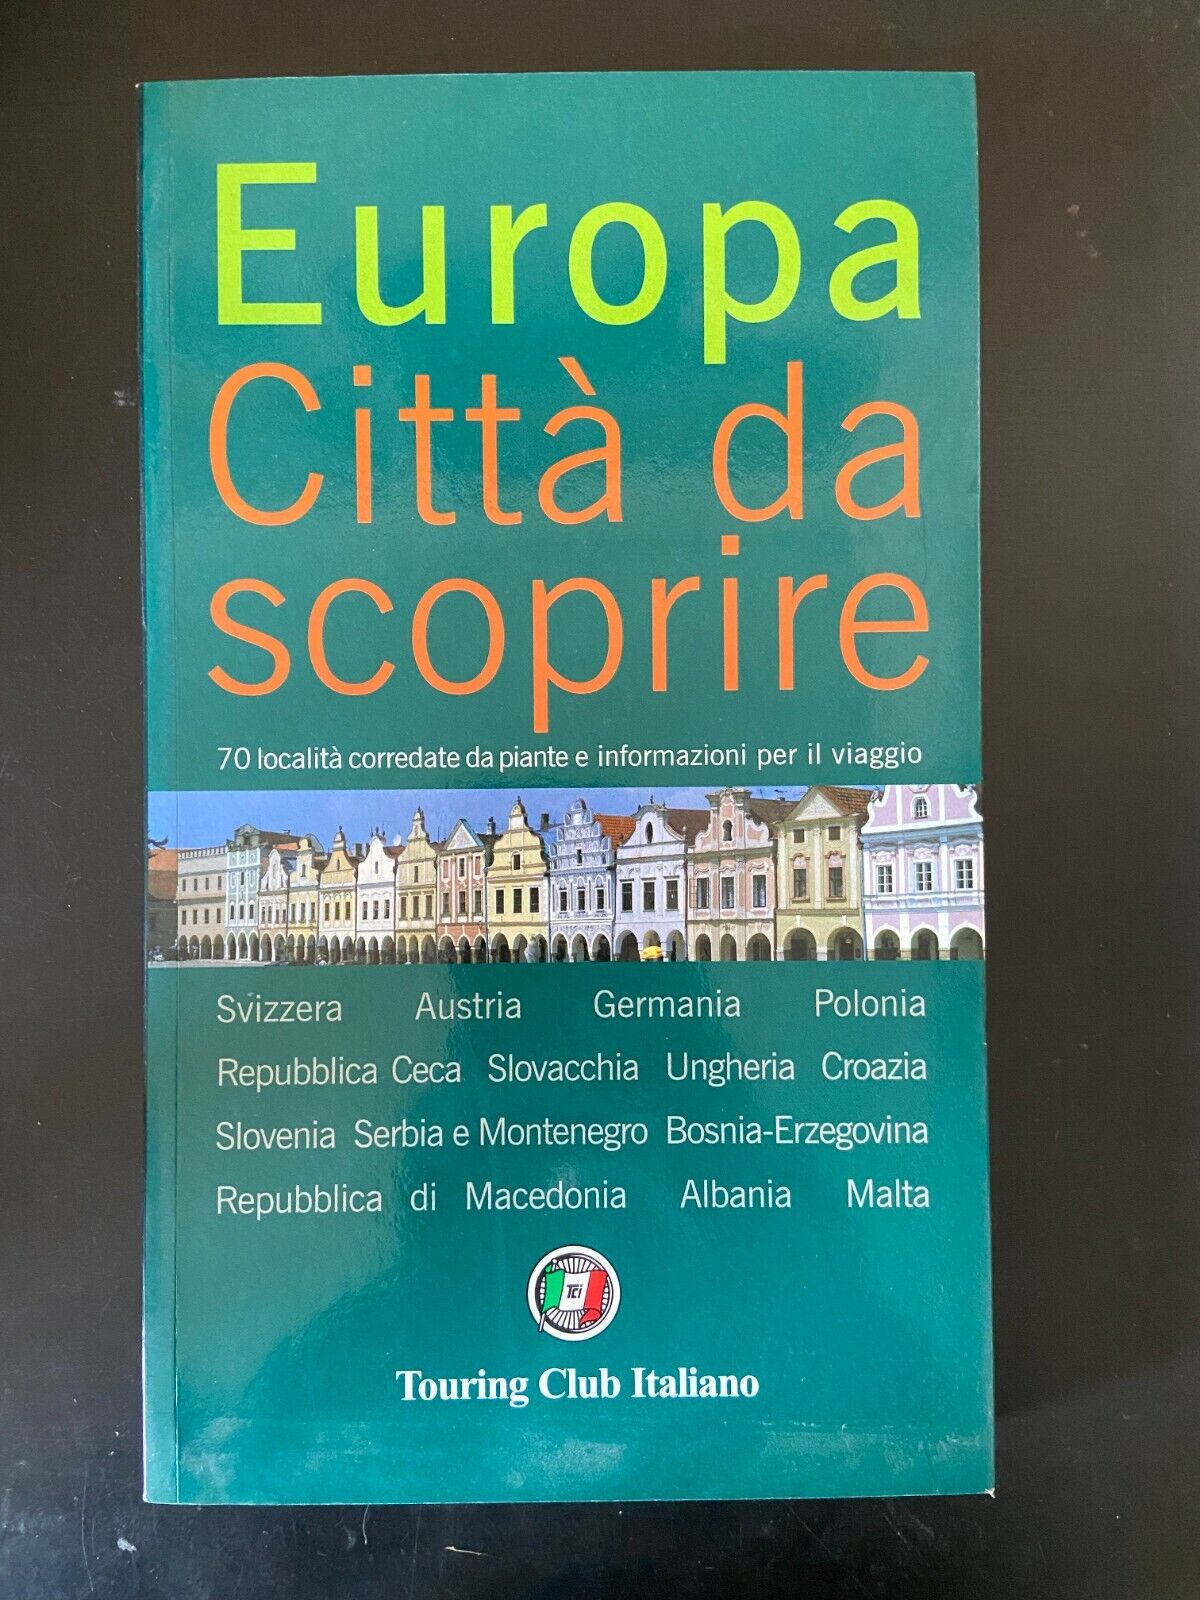 Europa
Città da
scoprire
70 località corredate da piante e informazioni per il viaggio
Svizzera Austria Germania Polonia
Repubblica Ceca Slovacchia Ungheria Croazia
Slovenia Serbia e Montenegro Bosnia-Erzegovina
Repubblica di Macedonia Albania Malta
Tci
Touring Club Italiano